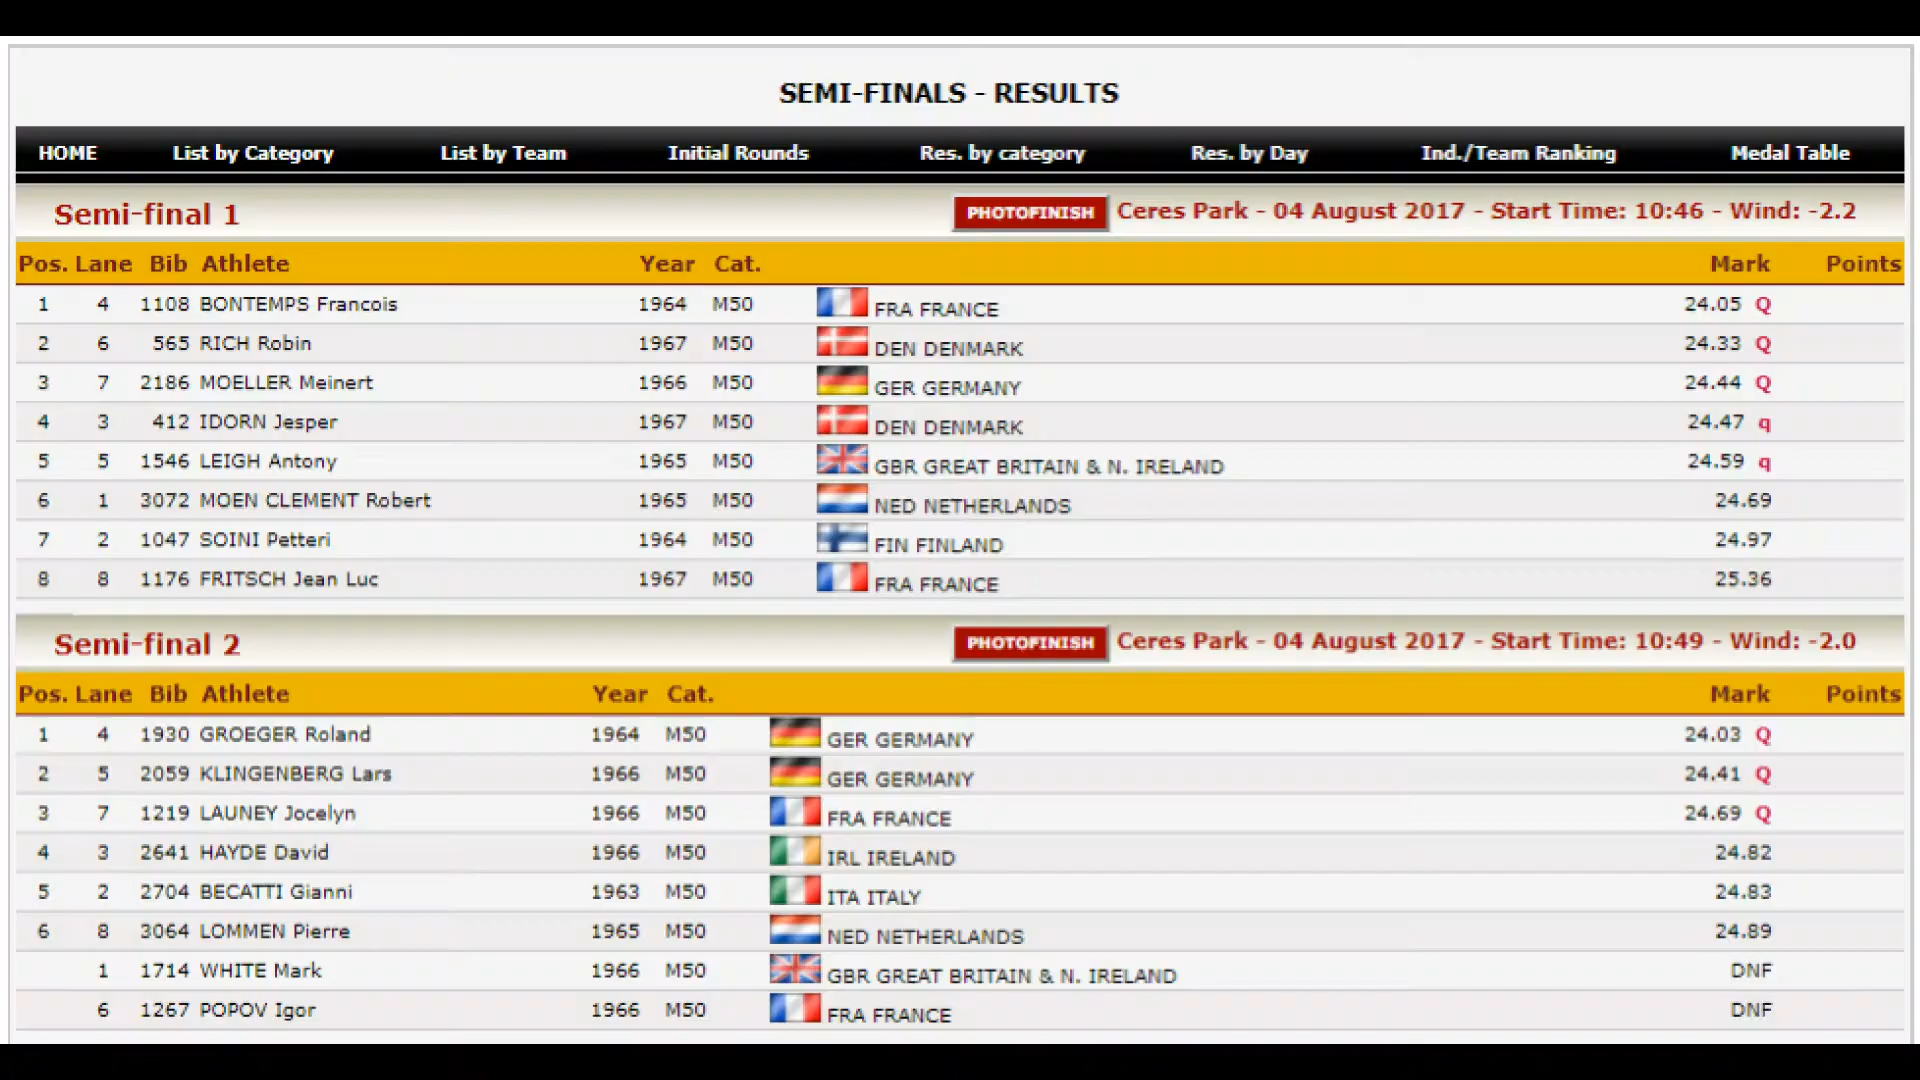 SEMI-FINALS - RESULTS
HOME List by Category List by Team Initial Rounds Res. by category Res. by Day Ind./Team Ranking Medal Table
Semi-final 1 PHOTOFINISH Ceres Park - 04 August 2017 - Start Time: 10:46 - Wind: -2.2
Pos. Lane Bib Athlete Year Cat. Mark Points
1 4 1108 BONTEMPS Francois 1964 M50 FRA FRANCE 24.05 Q
2 6 565 RICH Robin 1967 M50 DEN DENMARK 24.33 Q
3 7 2186 MOELLER Meinert 1966 M50 GER GERMANY 24.44 Q
4 3 412 IDORN Jesper 1967 M50 DEN DENMARK 24.47 q
5 5 1546 LEIGH Antony 1965 M50 GBR GREAT BRITAIN & N. IRELAND 24.59 q
6 1 3072 MOEN CLEMENT Robert 1965 M50 NED NETHERLANDS 24.69
7 2 1047 SOINI Petteri 1964 M50 FIN FINLAND 24.97
8 8 1176 FRITSCH Jean Luc 1967 M50 FRA FRANCE 25.36
Semi-final 2 PHOTOFINISH Ceres Park - 04 August 2017 - Start Time: 10:49 - Wind: -2.0
Pos. Lane Bib Athlete Year Cat. Mark Points
1 4 1930 GROEGER Roland 1964 M50 GER GERMANY 24.03 Q
2 5 2059 KLINGENBERG Lars 1966 M50 GER GERMANY 24.41 Q
3 7 1219 LAUNEY Jocelyn 1966 M50 FRA FRANCE 24.69 Q
4 3 2641 HAYDE David 1966 M50 IRL IRELAND 24.82
5 2 2704 BECATTI Gianni 1963 M50 ITA ITALY 24.83
6 8 3064 LOMMEN Pierre 1965 M50 NED NETHERLANDS 24.89
1 1714 WHITE Mark 1966 M50 GBR GREAT BRITAIN & N. IRELAND DNF
6 1267 POPOV Igor 1966 M50 FRA FRANCE DNF